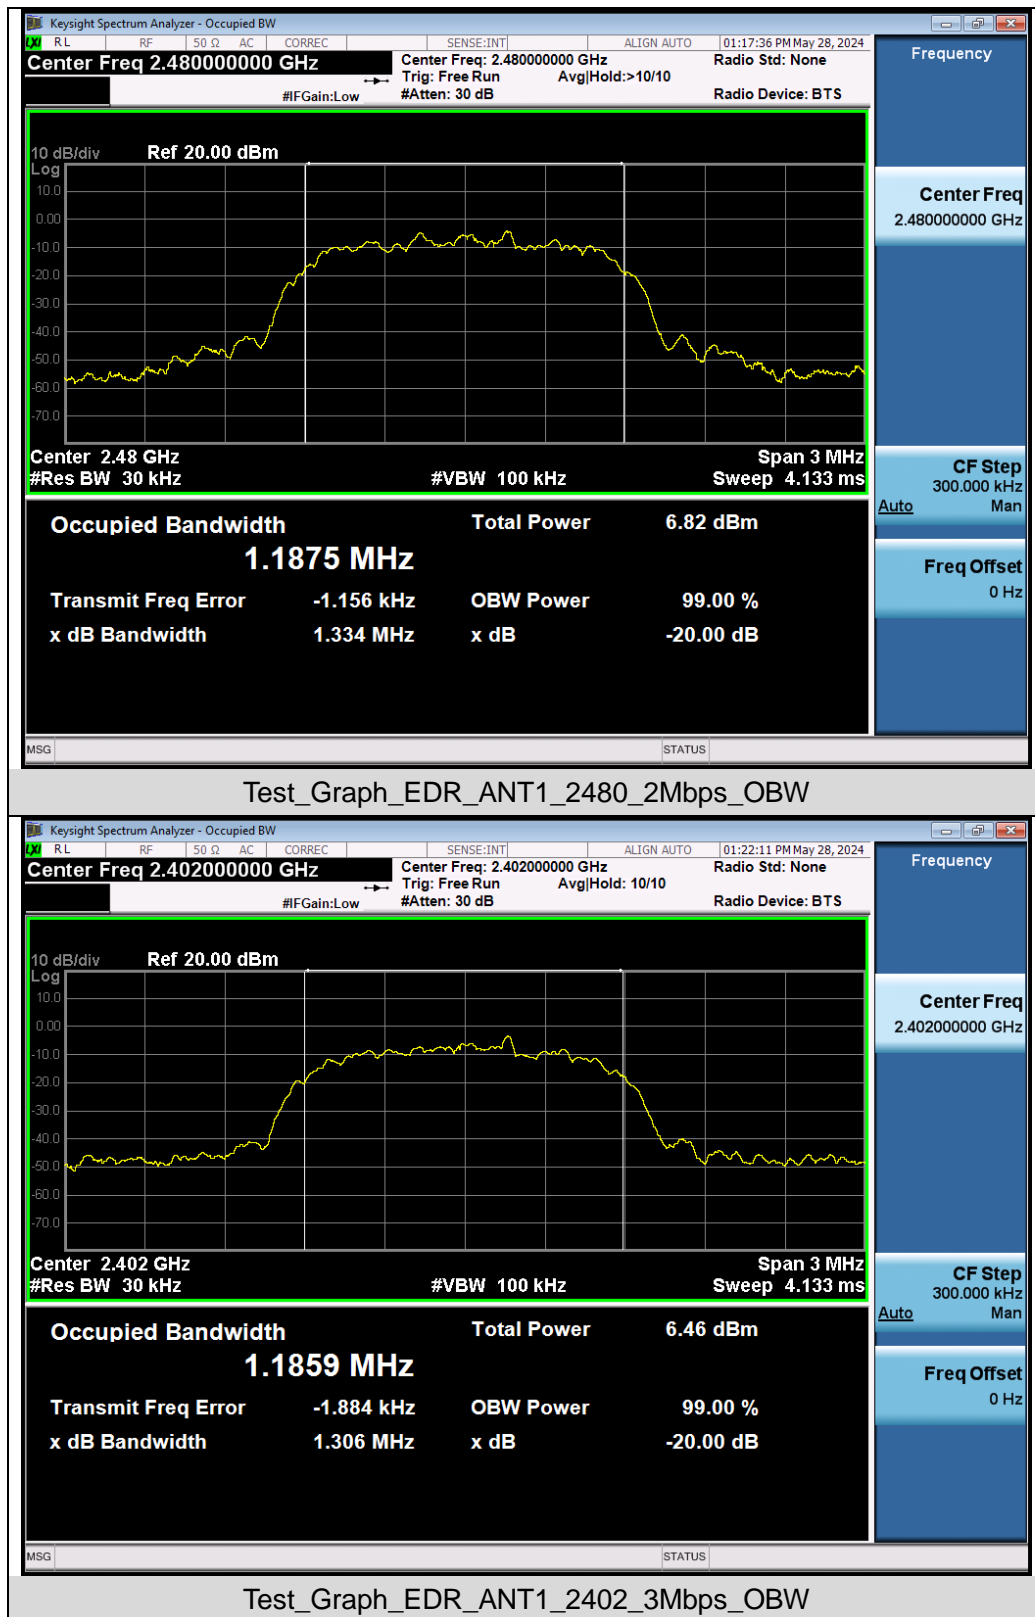 Keysight Spectrum Analyzer - Occupied BW
LXI RL RF 50 Ω AC CORREC SENSE:INT ALIGN AUTO 01:17:36 PM May 28, 2024
Center Freq 2.480000000 GHz
Center Freq: 2.480000000 GHz
Radio Std: None
Trig: Free Run
Avg|Hold:>10/10
#IFGain:Low
#Atten: 30 dB
Radio Device: BTS
10 dB/div
Ref 20.00 dBm
Log
10.0
0.00
-10.0
-20.0
-30.0
-40.0
-50.0
-60.0
-70.0
Center 2.48 GHz
Span 3 MHz
#Res BW 30 kHz
#VBW 100 kHz
Sweep 4.133 ms
Occupied Bandwidth
Total Power 6.82 dBm
1.1875 MHz
Transmit Freq Error -1.156 kHz
OBW Power 99.00 %
x dB Bandwidth 1.334 MHz
x dB -20.00 dB
MSG
STATUS
Frequency
Center Freq
2.480000000 GHz
CF Step
300.000 kHz
Auto Man
Freq Offset
0 Hz
Test_Graph_EDR_ANT1_2480_2Mbps_OBW
Keysight Spectrum Analyzer - Occupied BW
LXI RL RF 50 Ω AC CORREC SENSE:INT ALIGN AUTO 01:22:11 PM May 28, 2024
Center Freq 2.402000000 GHz
Center Freq: 2.402000000 GHz
Radio Std: None
Trig: Free Run
Avg|Hold: 10/10
#IFGain:Low
#Atten: 30 dB
Radio Device: BTS
10 dB/div
Ref 20.00 dBm
Log
10.0
0.00
-10.0
-20.0
-30.0
-40.0
-50.0
-60.0
-70.0
Center 2.402 GHz
Span 3 MHz
#Res BW 30 kHz
#VBW 100 kHz
Sweep 4.133 ms
Occupied Bandwidth
Total Power 6.46 dBm
1.1859 MHz
Transmit Freq Error -1.884 kHz
OBW Power 99.00 %
x dB Bandwidth 1.306 MHz
x dB -20.00 dB
MSG
STATUS
Frequency
Center Freq
2.402000000 GHz
CF Step
300.000 kHz
Auto Man
Freq Offset
0 Hz
Test_Graph_EDR_ANT1_2402_3Mbps_OBW